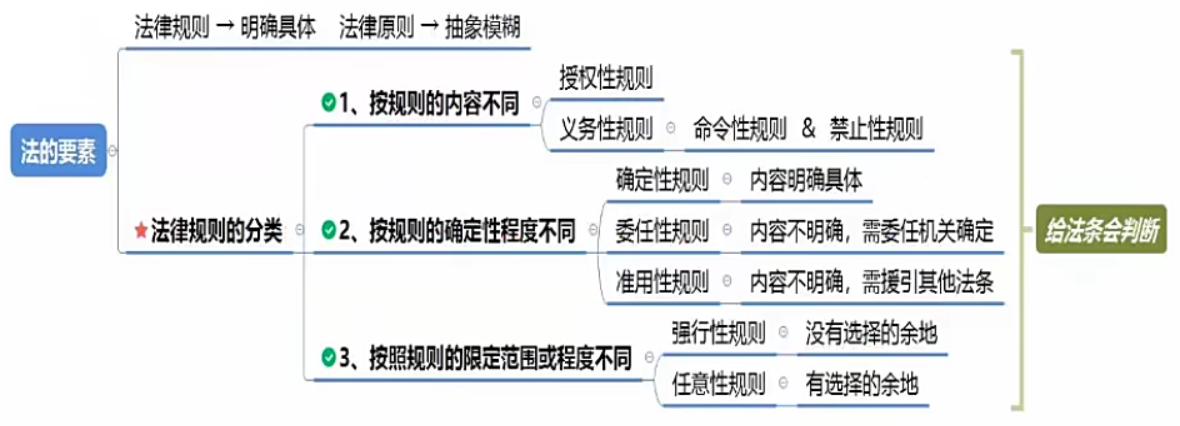 法律规则 → 明确具体 法律原则 → 抽象模糊
法的要素
法律规则的分类
1、按规则的内容不同
授权性规则
义务性规则
命令性规则 & 禁止性规则
2、按规则的确定性程度不同
确定性规则
内容明确具体
委任性规则
内容不明确，需委任机关确定
准用性规则
内容不明确，需援引其他法条
3、按照规则的限定范围或程度不同
强行性规则
没有选择的余地
任意性规则
有选择的余地
给法条会判断